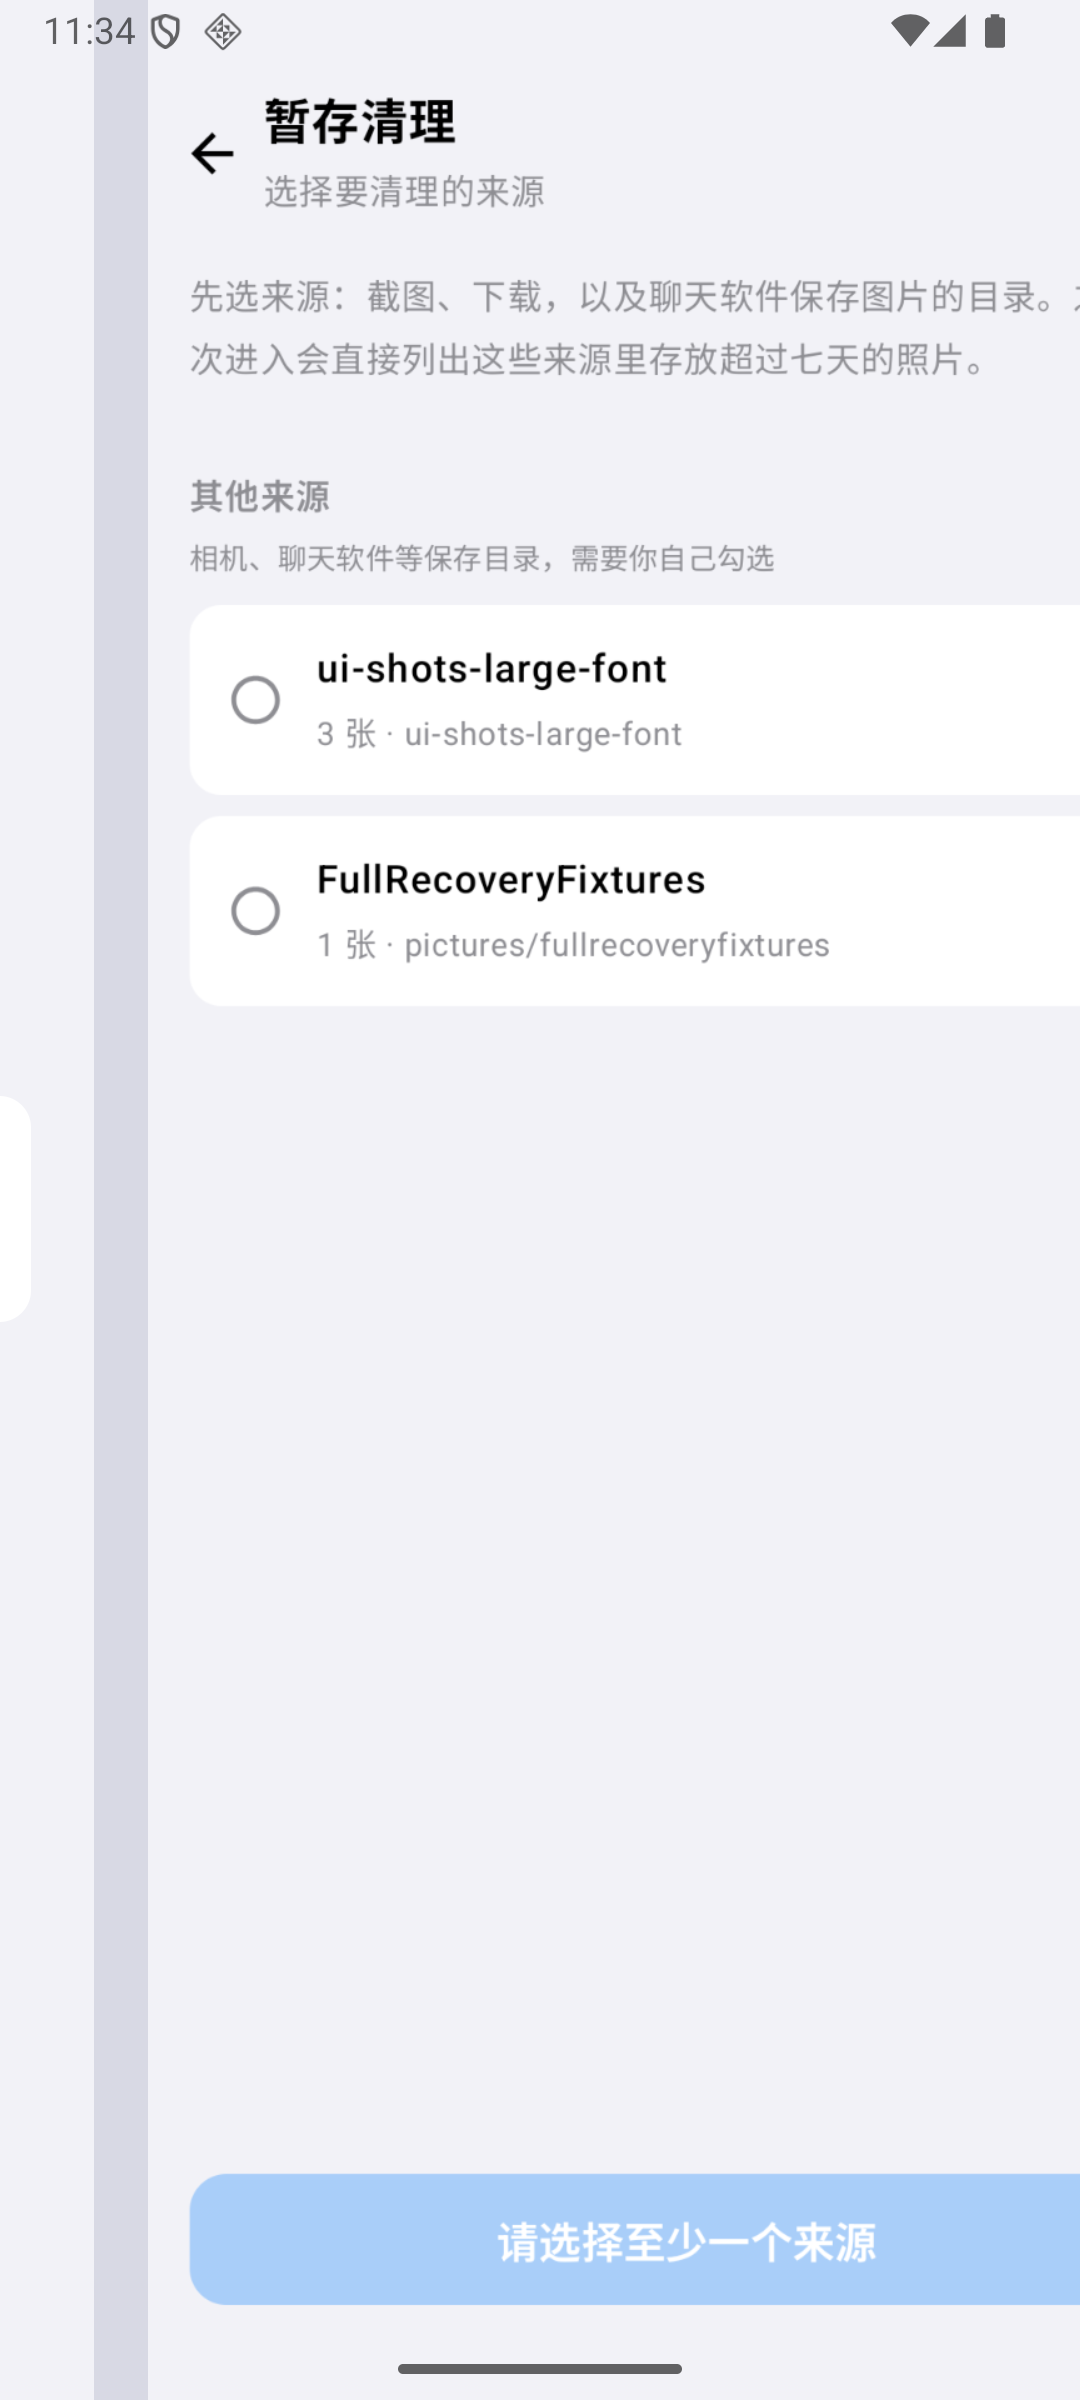 11:34
暂存清理
选择要清理的来源
先选来源：截图、下载，以及聊天软件保存图片的目录。
次进入会直接列出这些来源里存放超过七天的照片。
其他来源
相机、聊天软件等保存目录，需要你自己勾选
ui-shots-large-font
3 张 · ui-shots-large-font
FullRecoveryFixtures
1 张 · pictures/fullrecoveryfixtures
请选择至少一个来源